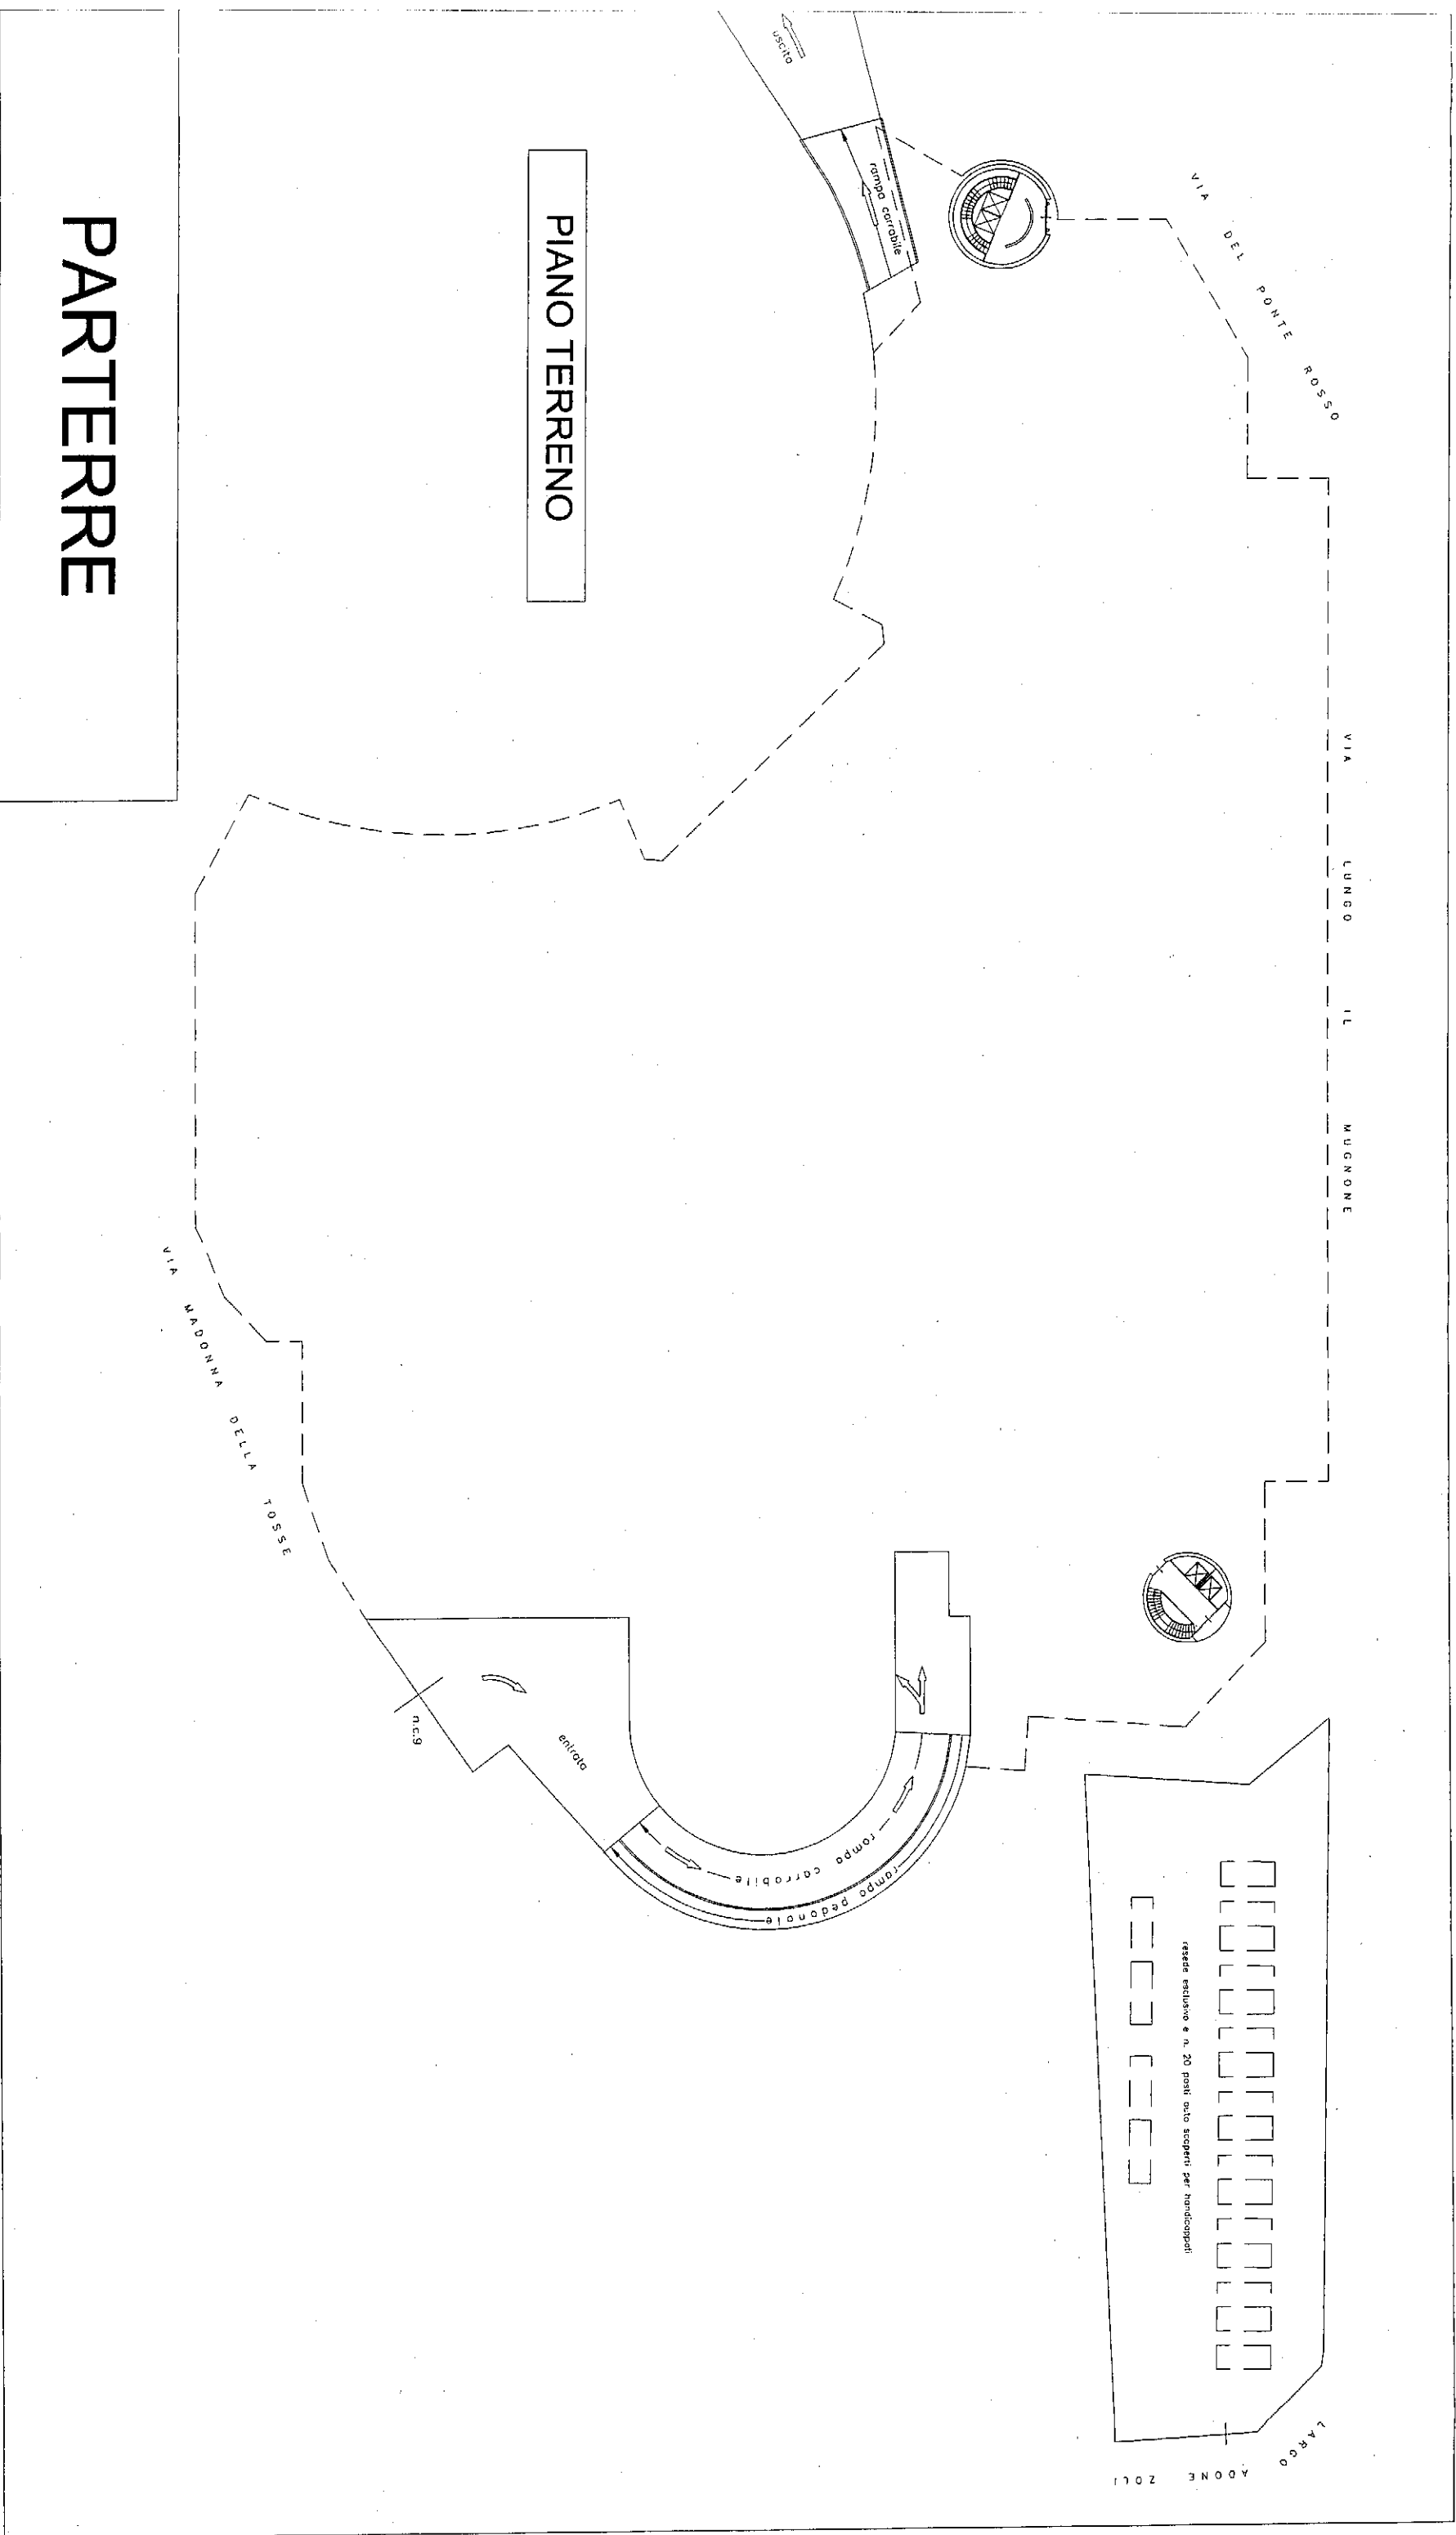 VIA DEL PONTE ROSSO
VIA LUNGO IL MUGNONE
uscita
rampa carrabile
PIANO TERRENO
PARTERRE
VIA MADONNA DELLA TOSSE
n.c.9
entrata
rampa carrabile
rampa pedonale
resede esclusivo e n. 20 posti auto scoperti per handicappati
LARGO ADONE ZOLI